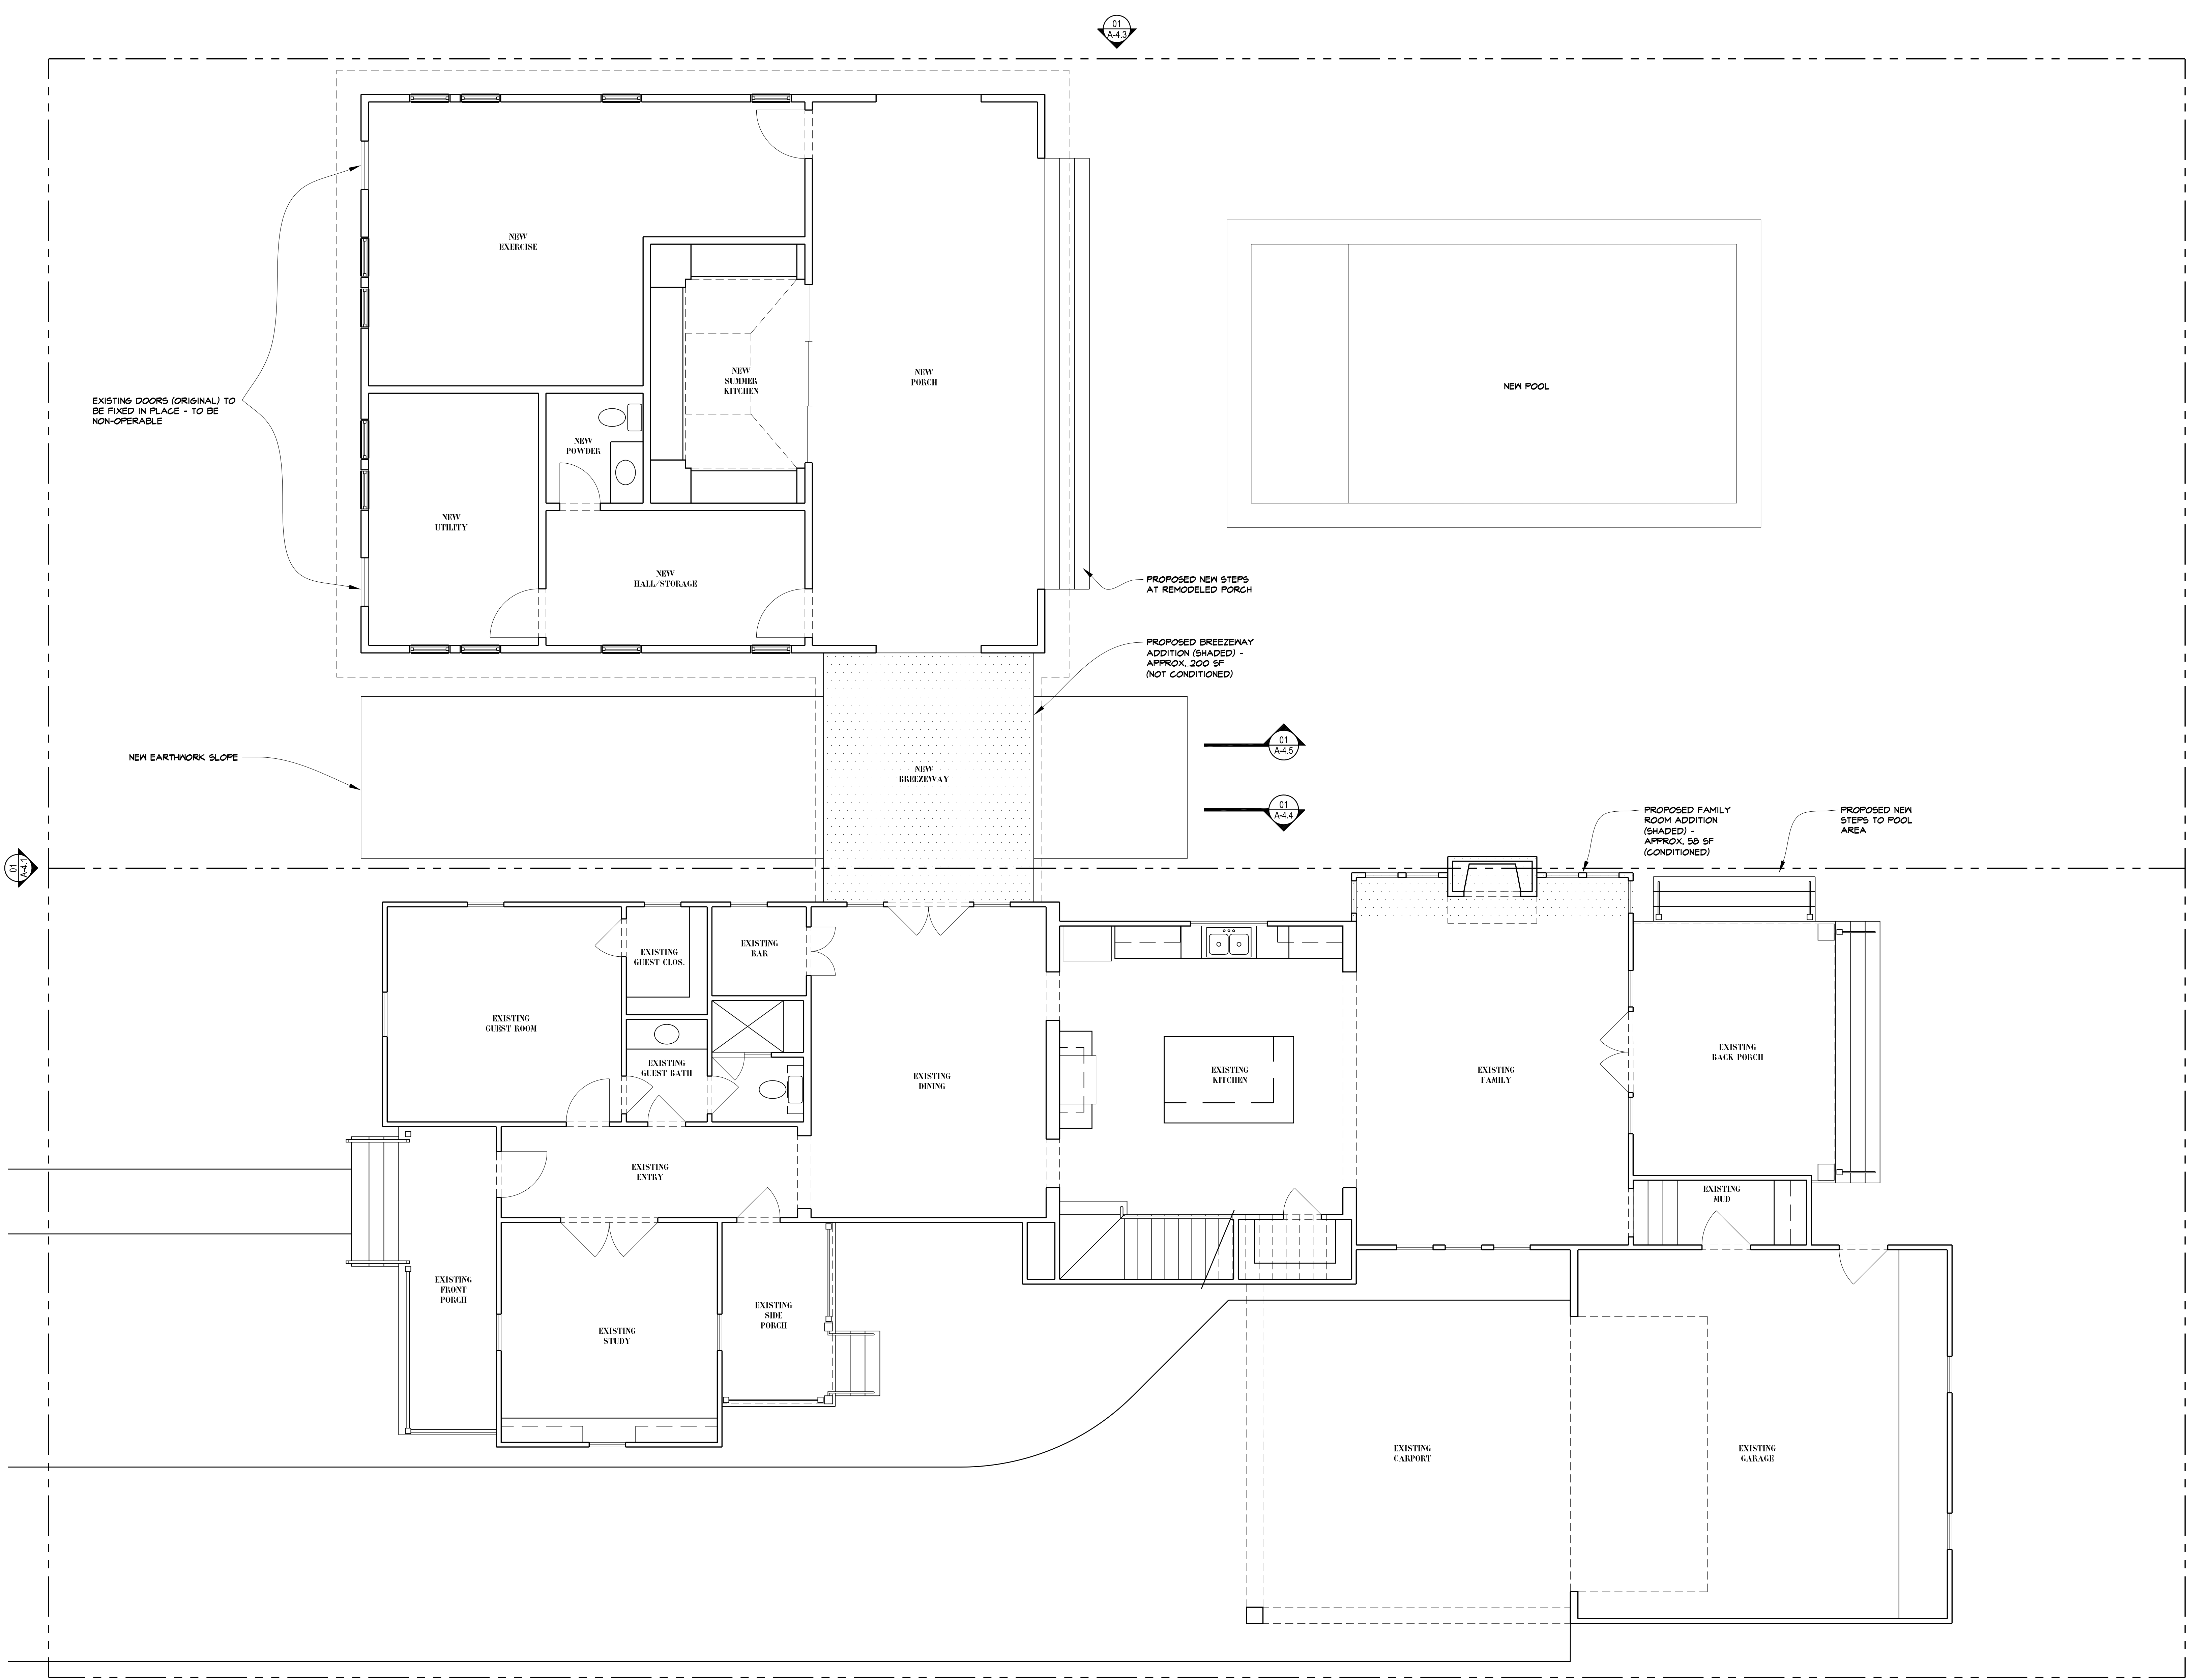 01
A-4.3
NEW
EXERCISE
NEW
SUMMER
KITCHEN
NEW
PORCH
NEW POOL
EXISTING DOORS (ORIGINAL) TO
BE FIXED IN PLACE - TO BE
NON-OPERABLE
NEW
POWDER
NEW
UTILITY
NEW
HALL/STORAGE
PROPOSED NEW STEPS
AT REMODELED PORCH
PROPOSED BREEZEWAY
ADDITION (SHADED) -
APPROX. 200 SF
(NOT CONDITIONED)
NEW EARTHWORK SLOPE
NEW
BREEZEWAY
01
A-4.5
01
A-4.4
PROPOSED FAMILY
ROOM ADDITION
(SHADED) -
APPROX. 58 SF
(CONDITIONED)
PROPOSED NEW
STEPS TO POOL
AREA
01
A-4.1
EXISTING
GUEST CLOS.
EXISTING
BAR
EXISTING
GUEST ROOM
EXISTING
GUEST BATH
EXISTING
DINING
EXISTING
KITCHEN
EXISTING
FAMILY
EXISTING
BACK PORCH
EXISTING
ENTRY
EXISTING
MUD
EXISTING
FRONT
PORCH
EXISTING
STUDY
EXISTING
SIDE
PORCH
EXISTING
CARPORT
EXISTING
GARAGE